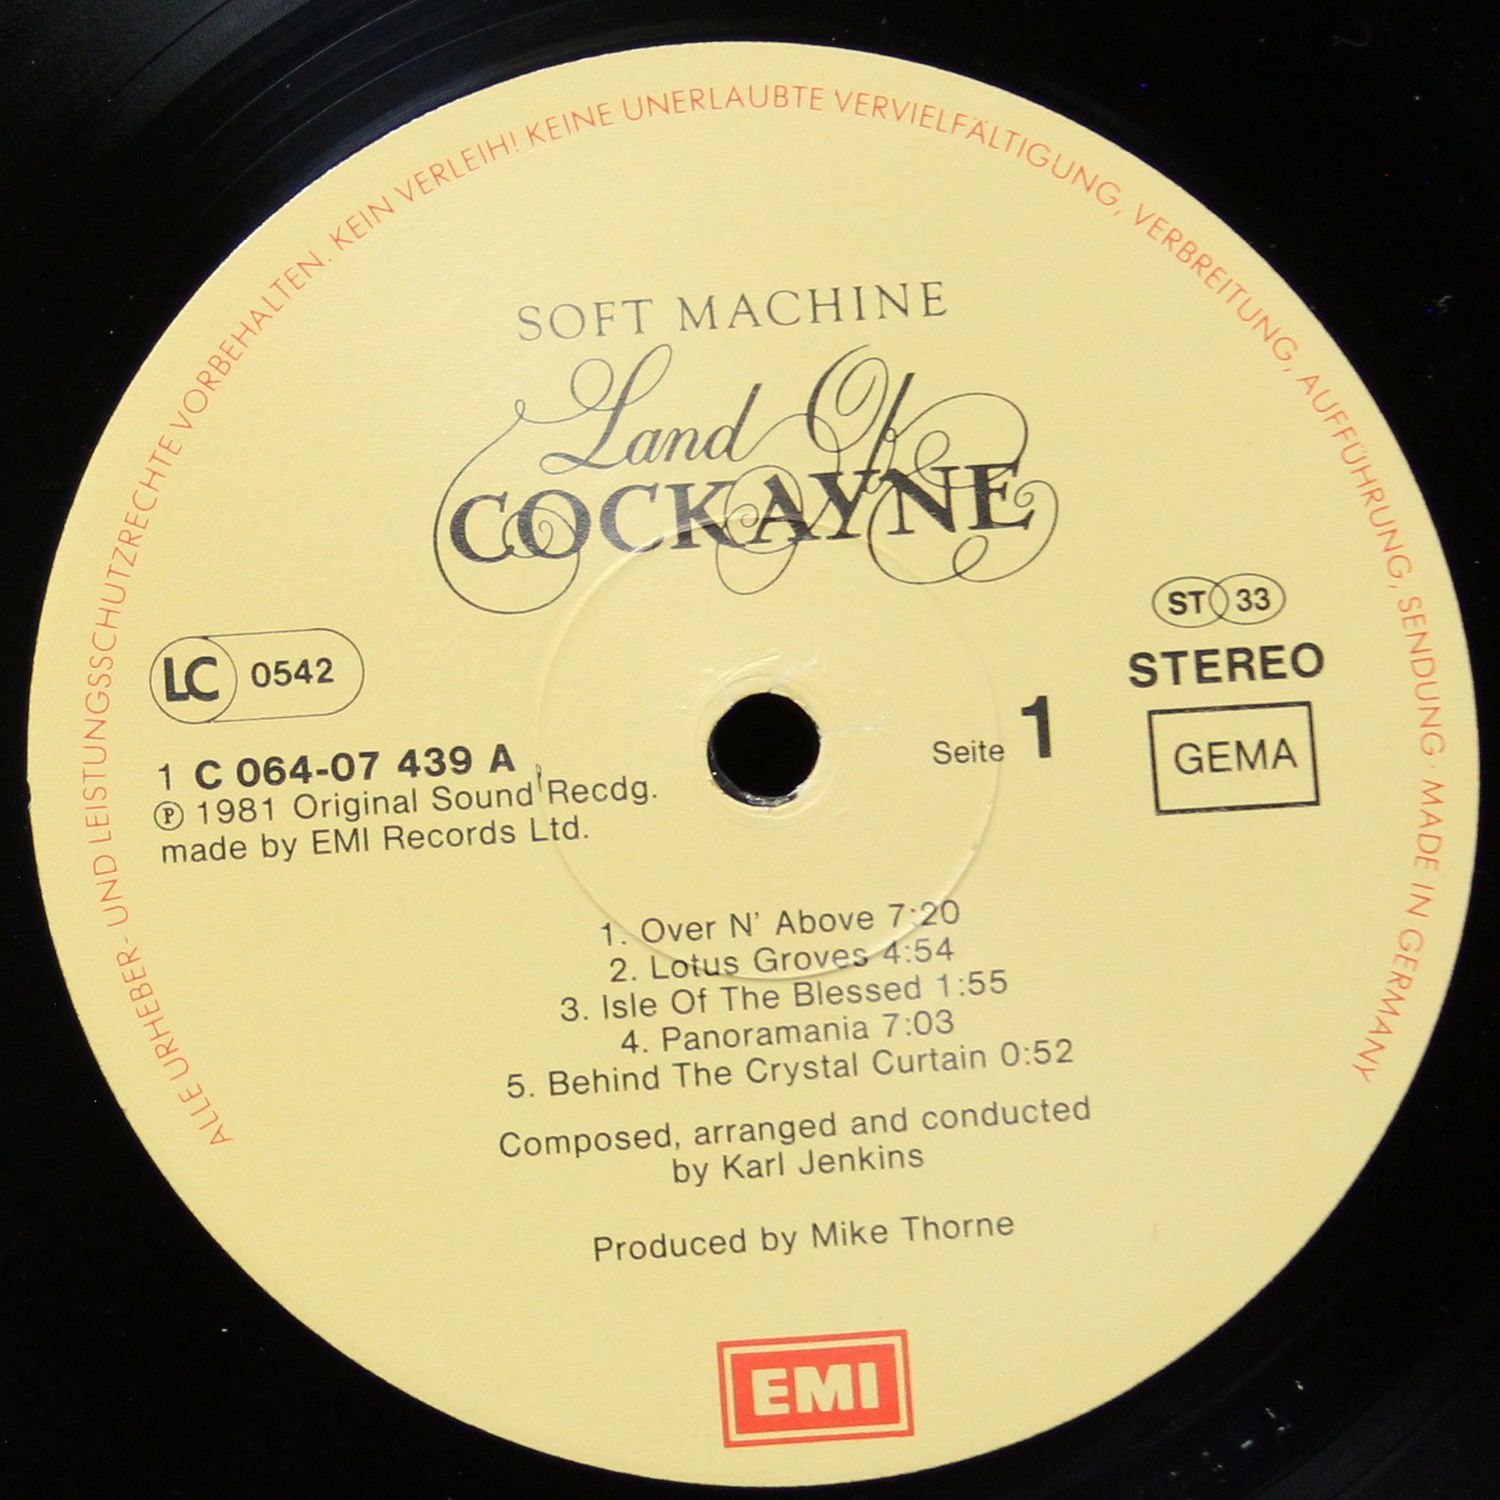 ALLE URHEBER- UND LEISTUNGSSCHUTZRECHTE VORBEHALTEN. KEIN VERLEIH! KEINE UNERLAUBTE VERVIELFÄLTIGUNG, VERBREITUNG, AUFFÜHRUNG, SENDUNG · MADE IN GERMANY
SOFT MACHINE
Land Of
COCKAYNE
ST 33
STEREO
GEMA
LC 0542
Seite 1
1 C 064-07 439 A
℗ 1981 Original Sound Recdg.
made by EMI Records Ltd.
1. Over N' Above 7:20
2. Lotus Groves 4:54
3. Isle Of The Blessed 1:55
4. Panoramania 7:03
5. Behind The Crystal Curtain 0:52
Composed, arranged and conducted
by Karl Jenkins
Produced by Mike Thorne
EMI